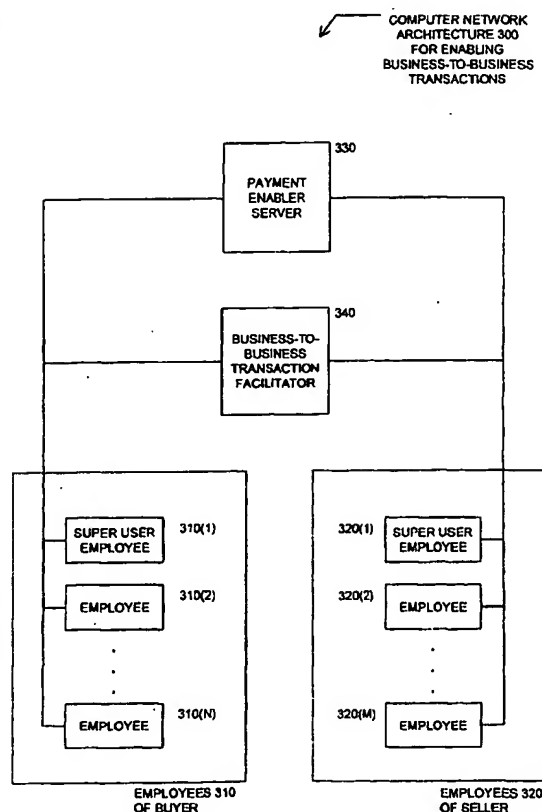 COMPUTER NETWORK
ARCHITECTURE 300
FOR ENABLING
BUSINESS-TO-BUSINESS
TRANSACTIONS
330
PAYMENT
ENABLER
SERVER
340
BUSINESS-TO-
BUSINESS
TRANSACTION
FACILITATOR
SUPER USER
EMPLOYEE
310(1)
EMPLOYEE
310(2)
EMPLOYEE
310(N)
EMPLOYEES 310
OF BUYER
320(1)
SUPER USER
EMPLOYEE
320(2)
EMPLOYEE
320(M)
EMPLOYEE
EMPLOYEES 320
OF SELLER